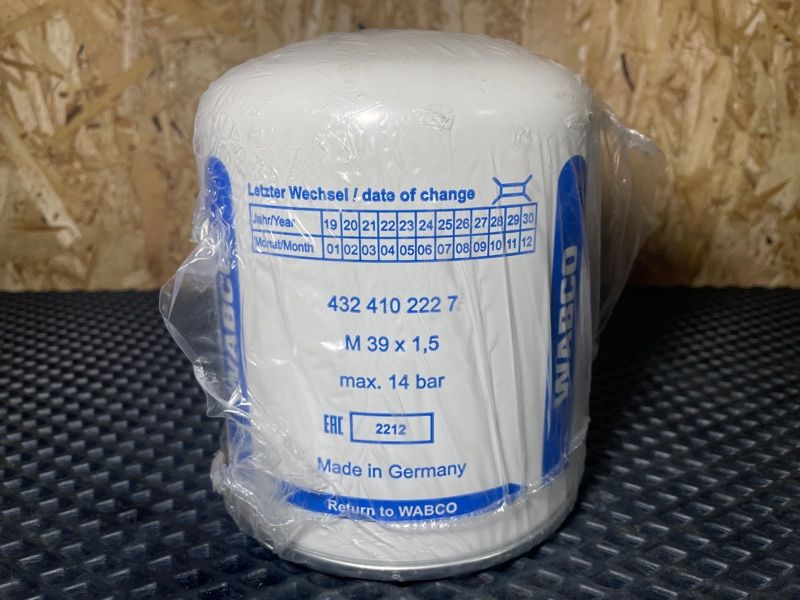 Letzter Wechsel / date of change
Jahr/Year 19 20 21 22 23 24 25 26 27 28 29 30
Monat/Month 01 02 03 04 05 06 07 08 09 10 11 12
432 410 222 7
M 39 x 1,5
max. 14 bar
EAC 2212
Made in Germany
Return to WABCO
WABCO
WABCO